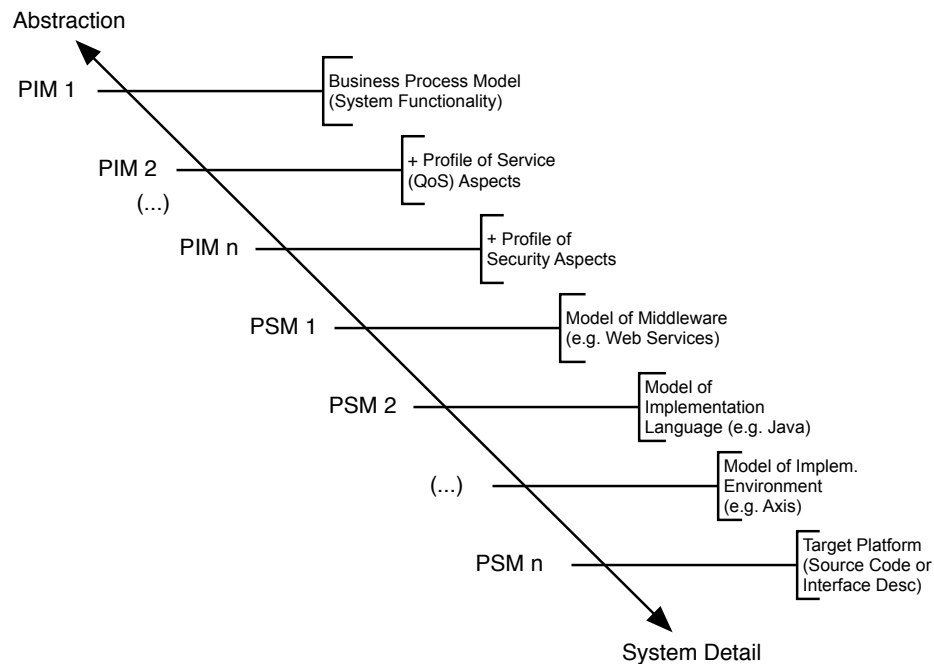 Abstraction
PIM 1
Business Process Model
(System Functionality)
PIM 2
+ Profile of Service
(QoS) Aspects
(...)
PIM n
+ Profile of
Security Aspects
PSM 1
Model of Middleware
(e.g. Web Services)
PSM 2
Model of
Implementation
Language (e.g. Java)
(...)
Model of Implem.
Environment
(e.g. Axis)
PSM n
Target Platform
(Source Code or
Interface Desc)
System Detail